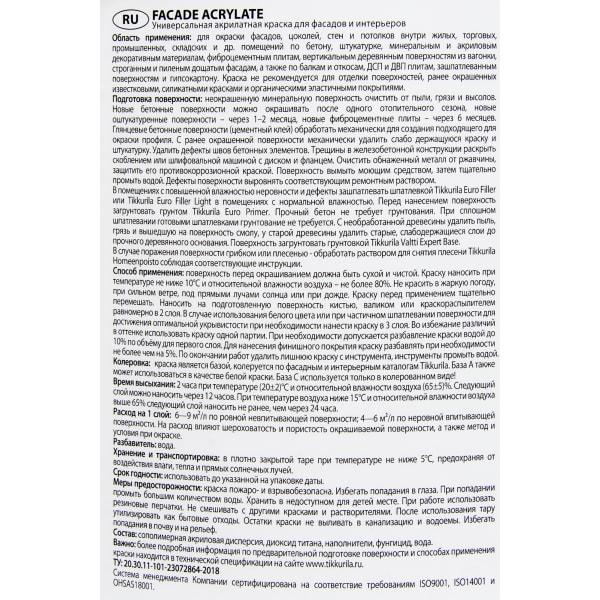 RU FACADE ACRYLATE
Универсальная акрилатная краска для фасадов и интерьеров
Область применения: для окраски фасадов, цоколей, стен и потолков внутри жилых, торговых,
промышленных, складских и др. помещений по бетону, штукатурке, минеральным и акриловым
декоративным материалам, фиброцементным плитам, вертикальным деревянным поверхностям из вагонки,
строганным и пиленым дощатым фасадам, а также по балкам и откосам, ДСП и ДВП плитам, зашпатлеванным
поверхностям и гипсокартону. Краска не рекомендуется для отделки поверхностей, ранее окрашенных
известковыми, силикатными красками и органическими эластичными покрытиями.
Подготовка поверхности: неокрашенную минеральную поверхность очистить от пыли, грязи и высолов.
Новые бетонные поверхности можно окрашивать после одного отопительного сезона, новые
оштукатуренные поверхности – через 1–2 месяца, новые фиброцементные плиты – через 6 месяцев.
Глянцевые бетонные поверхности (цементный клей) обработать механически для создания подходящего для
окраски профиля. С ранее окрашенной поверхности механически удалить слабо держащуюся краску и
штукатурку. Удалить дефекты швов бетонных элементов. Трещины в железобетонной конструкции раскрыть
скоблением или шлифовальной машиной с диском и фланцем. Очистить обнаженный металл от ржавчины,
защитить его противокоррозионной краской. Поверхность вымыть моющим средством, затем тщательно
промыть водой. Дефекты поверхности выровнять соответствующим ремонтным раствором.
В помещениях с повышенной влажностью неровности и дефекты зашпатлевать шпатлевкой Tikkurila Euro Filler
или Tikkurila Euro Filler Light в помещениях с нормальной влажностью. Перед нанесением поверхность
загрунтовать грунтовкой Tikkurila Euro Primer. Прочный бетон не требует грунтования. При сплошном
шпатлевании готовыми шпатлевками грунтование не требуется. С необработанной древесины удалить пыль,
грязь и вышедшую на поверхность смолу, у старой древесины удалить старые, слабодержащиеся слои до
прочного деревянного основания. Поверхность загрунтовать грунтовкой Tikkurila Valtti Expert Base.
В случае поражения поверхности грибком или плесенью - обработать раствором для снятия плесени Tikkurila
Homeenpoisto соблюдая соответствующие инструкции.
Способ применения: поверхность перед окрашиванием должна быть сухой и чистой. Краску наносить при
температуре не ниже 10°С и относительной влажности воздуха – не более 80%. Не красить в жаркую погоду,
при сильном ветре, под прямыми лучами солнца или при дожде. Краску перед применением тщательно
перемешать. Наносить на подготовленную поверхность кистью, валиком или краскораспылителем
равномерно в 2 слоя. В случае использования белого цвета или при частичном шпатлевании поверхности для
достижения оптимальной укрывистости при необходимости нанести краску в 3 слоя. Во избежание различий
в оттенке использовать краску одной партии. При необходимости допускается разбавление краски водой до
10% по объёму для первого слоя. Для нанесения финишного покрытия краску разбавлять при необходимости
не более чем на 5%. По окончании работ удалить лишнюю краску с инструмента, инструменты промыть водой.
Колеровка: краска является базой, колеруется по фасадным и интерьерным каталогам Tikkurila. База А также
может использоваться в качестве белой краски. База С используется только в колерованном виде!
Время высыхания: 2 часа при температуре (20±2)°С и относительной влажности воздуха (65±5)%. Следующий
слой можно наносить через 12 часов. При температуре воздуха ниже 15°С и относительной влажности воздуха
выше 65% следующий слой наносить не ранее, чем через 24 часа.
Расход на 1 слой: 6—9 м²/л по ровной невпитывающей поверхности; 4—6 м²/л по неровной впитывающей
поверхности. На расход влияют шероховатость и пористость окрашиваемой поверхности, а также метод и
условия при окраске.
Разбавитель: вода.
Хранение и транспортировка: в плотно закрытой таре при температуре не ниже 5°С, предохраняя от
воздействия влаги, тепла и прямых солнечных лучей.
Срок годности: использовать до указанного на упаковке даты.
Меры предосторожности: краска пожаро- и взрывобезопасна. Избегать попадания в глаза. При попадании
промыть большим количеством воды. Хранить в недоступном для детей месте. При работе использовать
резиновые перчатки. Не смешивать с другими красками и растворителями. После использования тару
утилизировать как бытовые отходы. Остатки краски не выливать в канализацию и водоемы. Избегать
попадания в почву и на рельеф.
Состав: сополимерная акриловая дисперсия, диоксид титана, наполнители, фунгицид, вода.
Важно: более подробная информация по предварительной подготовке поверхности и способах применения
краски находится в технической спецификации на сайте www.tikkurila.ru.
ТУ: 20.30.11-101-23072864-2018
Система менеджмента Компании сертифицирована на соответствие требованиям ISO9001, ISO14001 и
OHSAS18001.